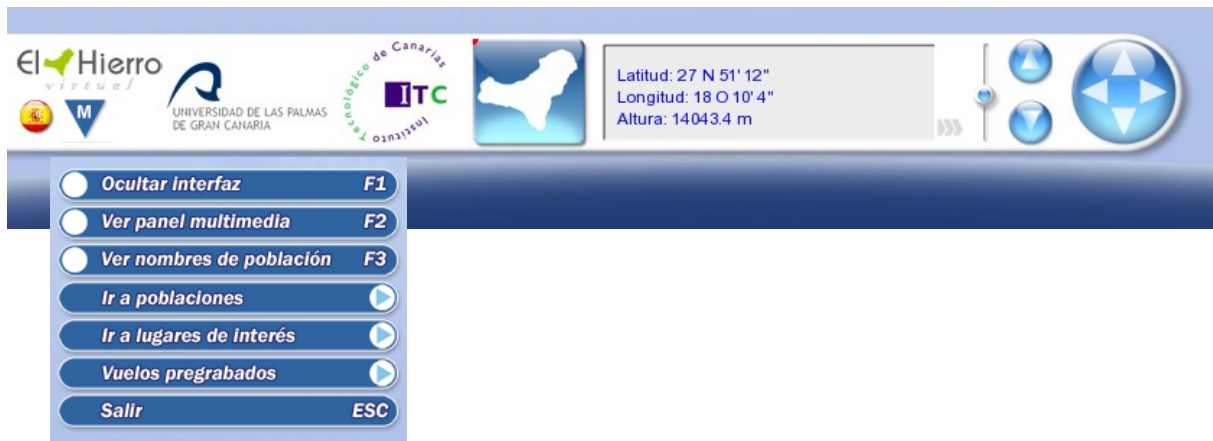 El Hierro
virtual
M
UNIVERSIDAD DE LAS PALMAS
DE GRAN CANARIA
Instituto Tecnológico de Canarias
ITC
Latitud: 27 N 51' 12"
Longitud: 18 O 10' 4"
Altura: 14043.4 m
Ocultar interfaz F1
Ver panel multimedia F2
Ver nombres de población F3
Ir a poblaciones
Ir a lugares de interés
Vuelos pregrabados
Salir ESC